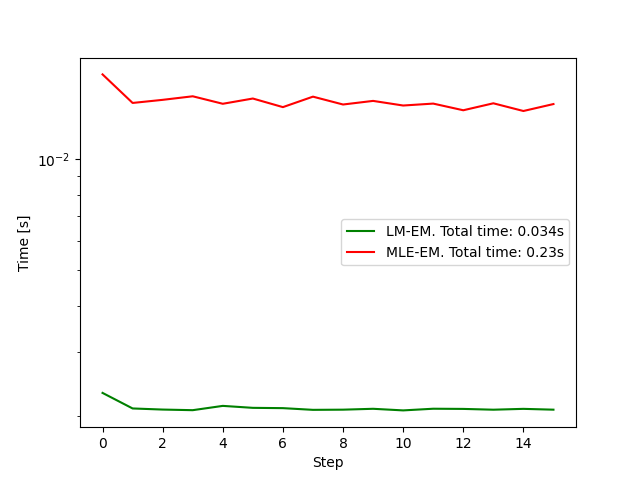 10⁻²
Time [s]
LM-EM. Total time: 0.034s
MLE-EM. Total time: 0.23s
0 2 4 6 8 10 12 14
Step